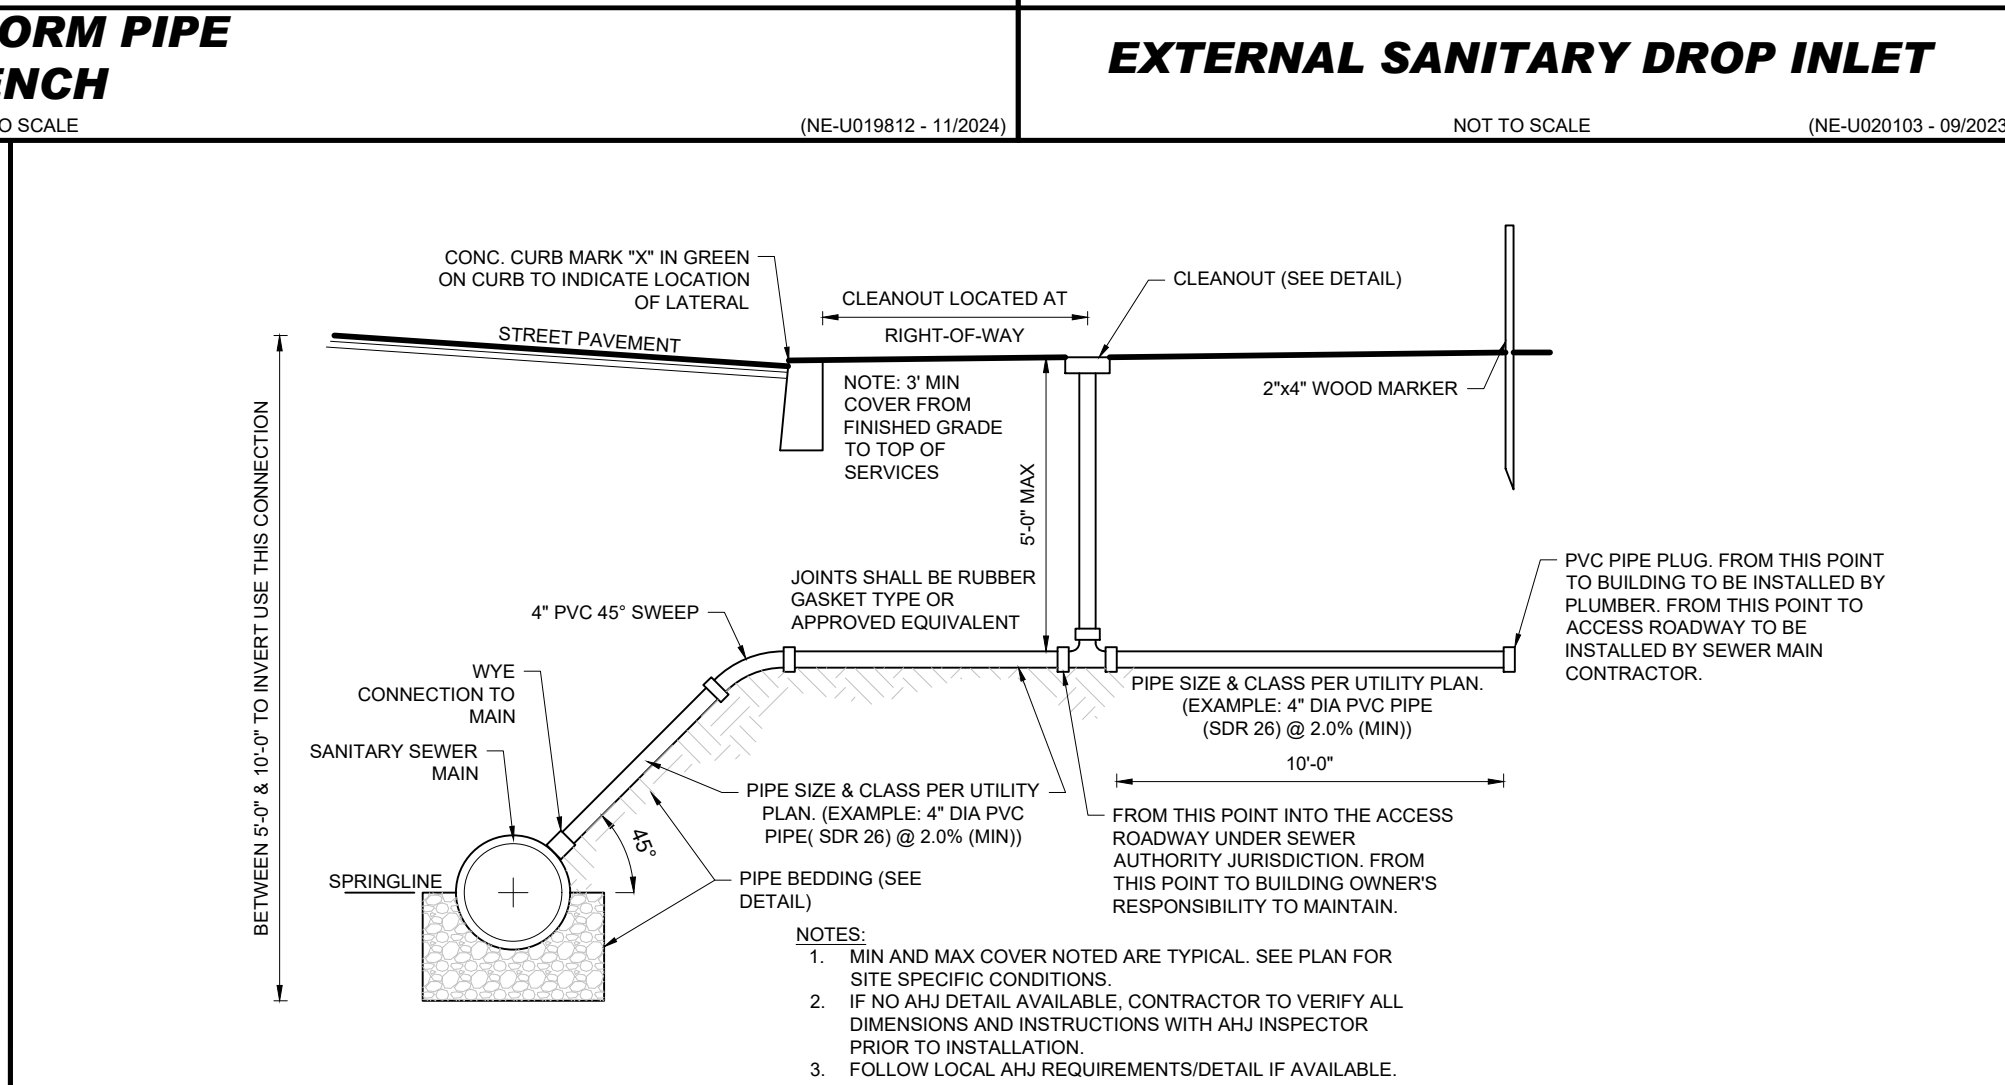 ORM PIPE
ENCH
O SCALE
(NE-U019812 - 11/2024)
EXTERNAL SANITARY DROP INLET
NOT TO SCALE
(NE-U020103 - 09/2023
CONC. CURB MARK "X" IN GREEN
ON CURB TO INDICATE LOCATION
OF LATERAL
STREET PAVEMENT
CLEANOUT LOCATED AT
RIGHT-OF-WAY
CLEANOUT (SEE DETAIL)
NOTE: 3' MIN
COVER FROM
FINISHED GRADE
TO TOP OF
SERVICES
2"x4" WOOD MARKER
BETWEEN 5'-0" & 10'-0" TO INVERT USE THIS CONNECTION
5'-0" MAX
JOINTS SHALL BE RUBBER
GASKET TYPE OR
APPROVED EQUIVALENT
4" PVC 45° SWEEP
PVC PIPE PLUG. FROM THIS POINT
TO BUILDING TO BE INSTALLED BY
PLUMBER. FROM THIS POINT TO
ACCESS ROADWAY TO BE
INSTALLED BY SEWER MAIN
CONTRACTOR.
WYE
CONNECTION TO
MAIN
SANITARY SEWER
MAIN
PIPE SIZE & CLASS PER UTILITY PLAN.
(EXAMPLE: 4" DIA PVC PIPE
(SDR 26) @ 2.0% (MIN))
10'-0"
PIPE SIZE & CLASS PER UTILITY
PLAN. (EXAMPLE: 4" DIA PVC
PIPE( SDR 26) @ 2.0% (MIN))
45°
FROM THIS POINT INTO THE ACCESS
ROADWAY UNDER SEWER
AUTHORITY JURISDICTION. FROM
THIS POINT TO BUILDING OWNER'S
RESPONSIBILITY TO MAINTAIN.
SPRINGLINE
PIPE BEDDING (SEE
DETAIL)
NOTES:
1. MIN AND MAX COVER NOTED ARE TYPICAL. SEE PLAN FOR
SITE SPECIFIC CONDITIONS.
2. IF NO AHJ DETAIL AVAILABLE, CONTRACTOR TO VERIFY ALL
DIMENSIONS AND INSTRUCTIONS WITH AHJ INSPECTOR
PRIOR TO INSTALLATION.
3. FOLLOW LOCAL AHJ REQUIREMENTS/DETAIL IF AVAILABLE.